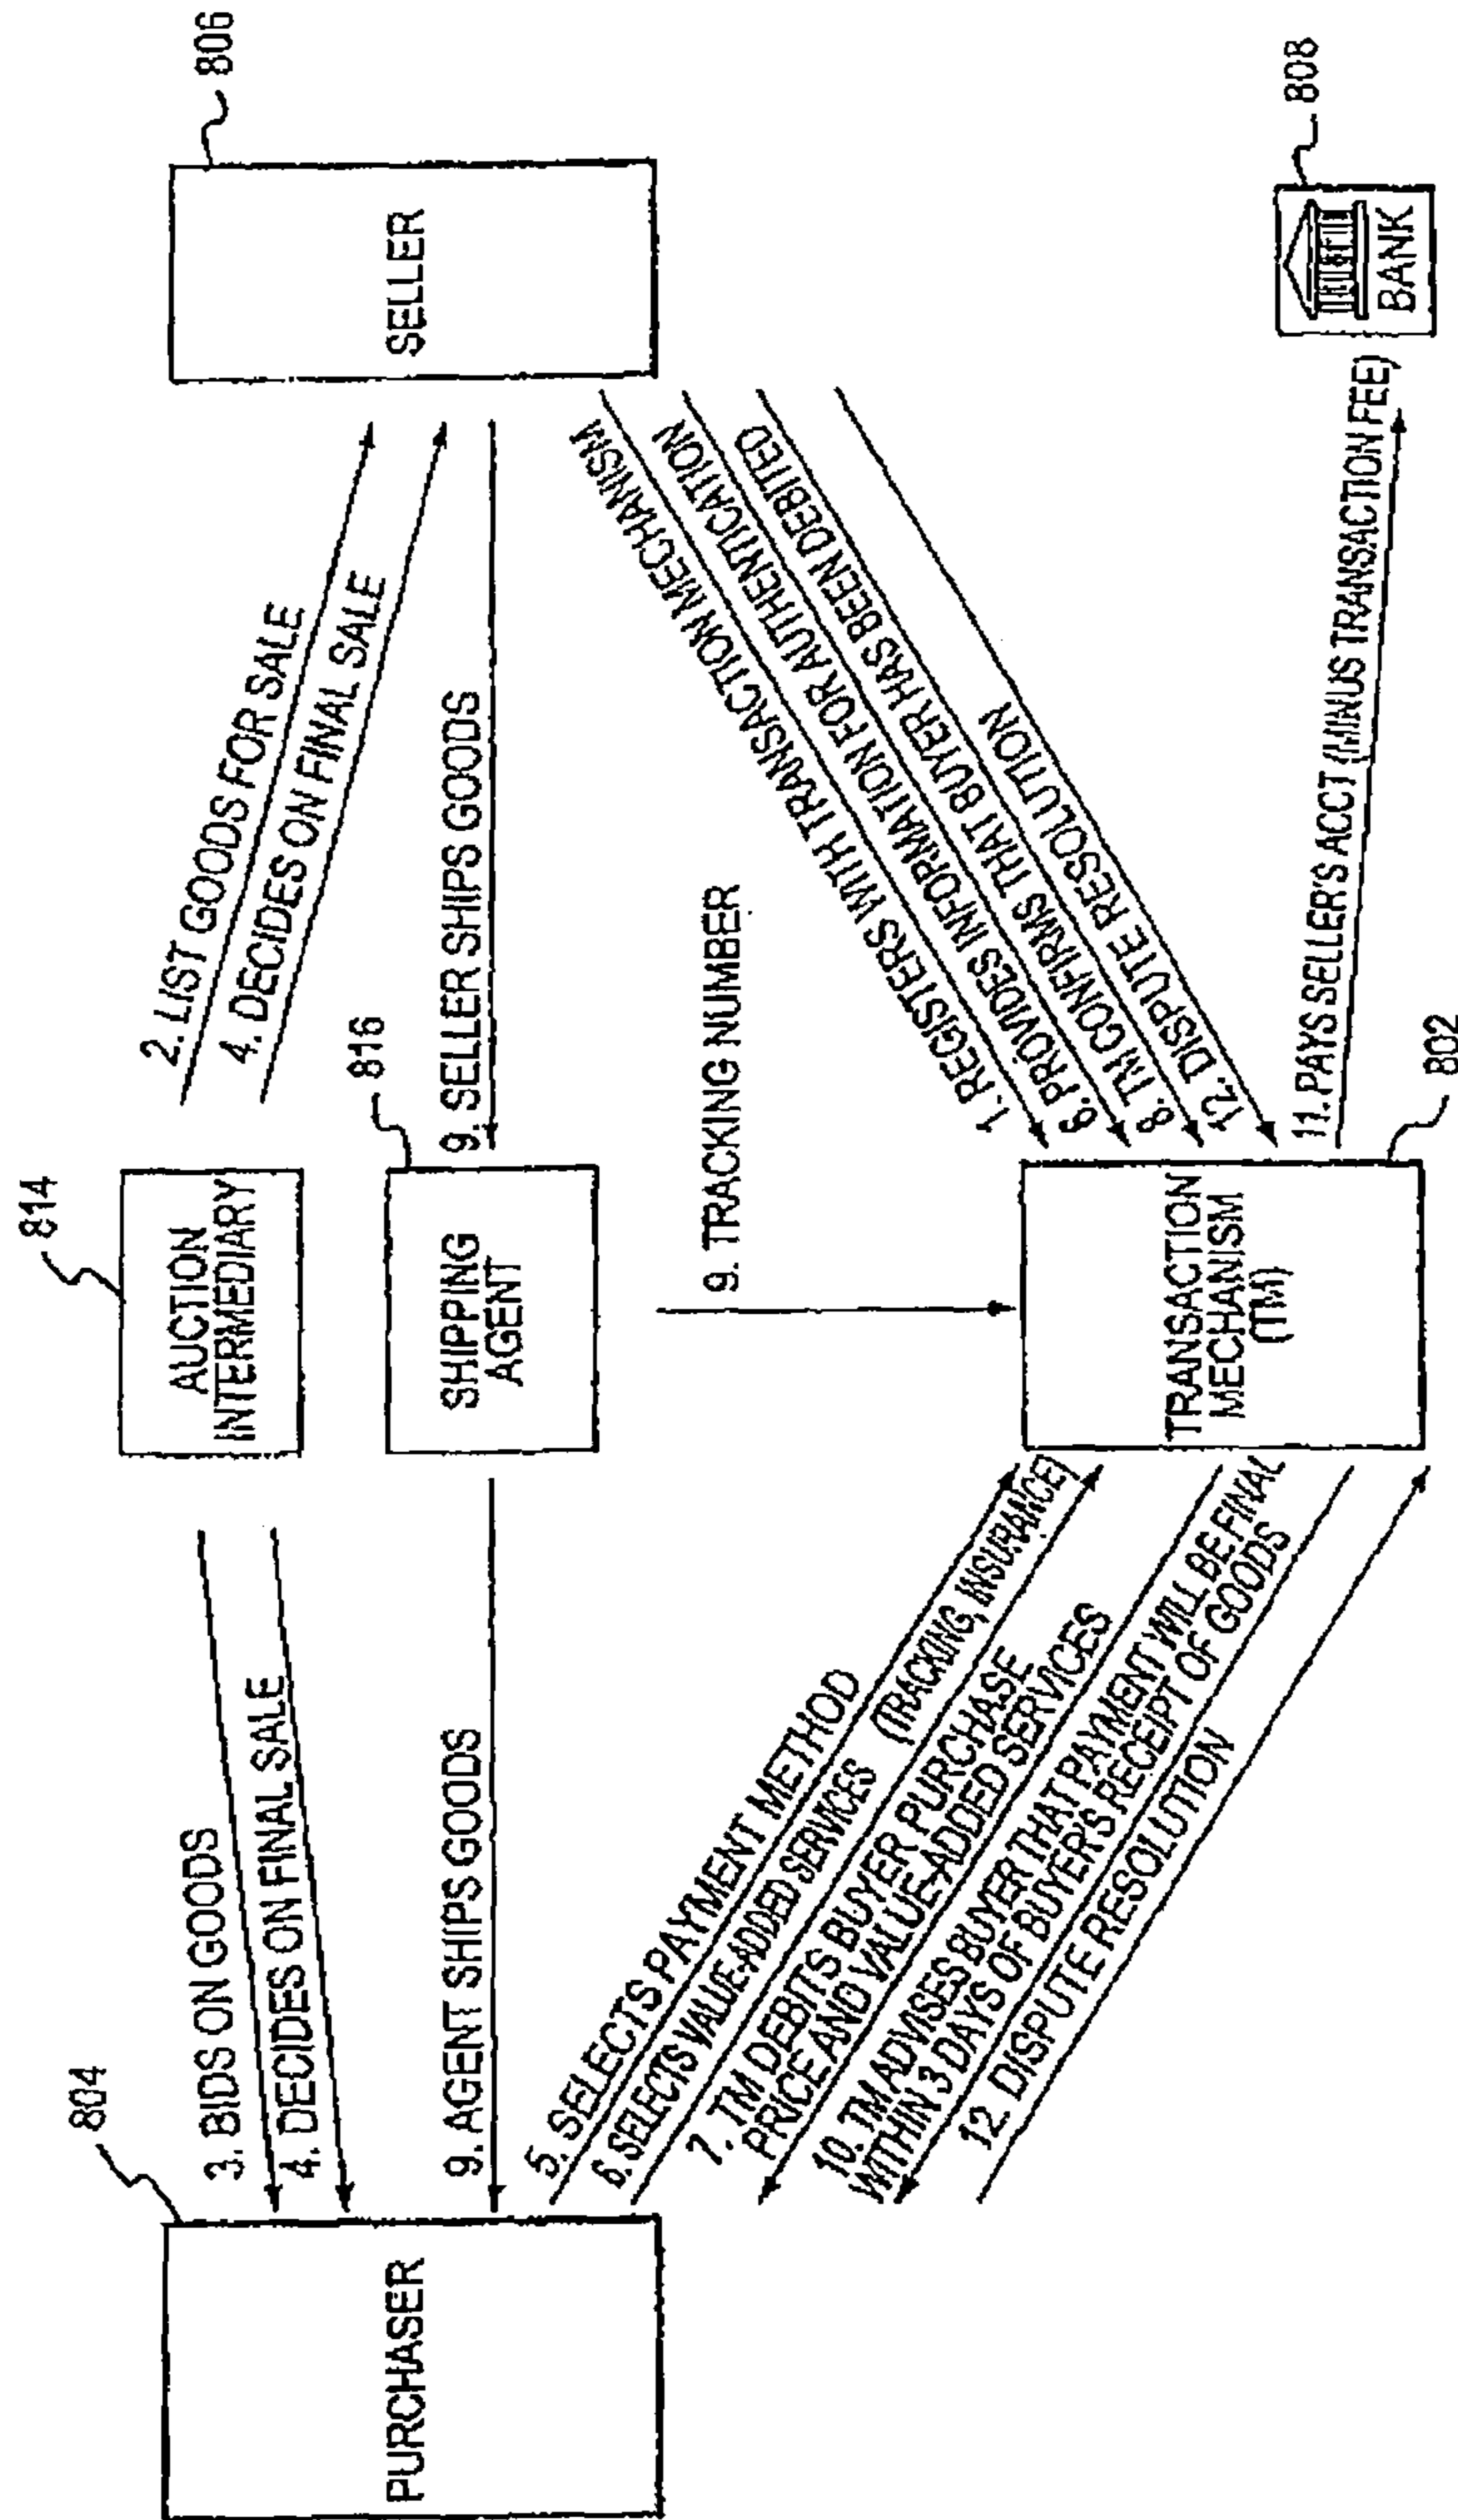 814
806
AUCTION
INTERMEDIARY
2. LIST GOODS FOR SALE
4. DECIDES ON FINAL SALE
3. BIDS ON GOODS
4. DECIDES ON FINAL SALE
804
816
PURCHASER
SHIPPING
AGENT
SELLER
9. AGENT SHIPS GOODS
9. SELLER SHIPS GOODS
9. TRACKING NUMBER
5. SELECTS PAYMENT METHOD
6. SELECTS VALUE ADDED SERVICES (TRACKING, INSURANCE)
7. TM DEBITS BUYER PURCHASE
PRICE AND VALUE ADDED SERVICES
10. TM ADVISES BUYER THAT PAYMENT WILL BE FINAL
WITHIN 3 DAYS OF BUYER'S RECEIPT OF GOODS
12. DISPUTE RESOLUTION
1. REGISTERS WITH TRANSACTION MECHANISM
6. PROVIDES INFORMATION FOR AUTHENTICATION
8. TM CONFIRMS THAT BUYER HAS BEEN DEBITED
12. DISPUTE RESOLUTION
TRANSACTION
MECHANISM
(TM)
11. PAYS SELLER'S ACCT (MINUS TRANSACTION FEE)
808
BANK
802